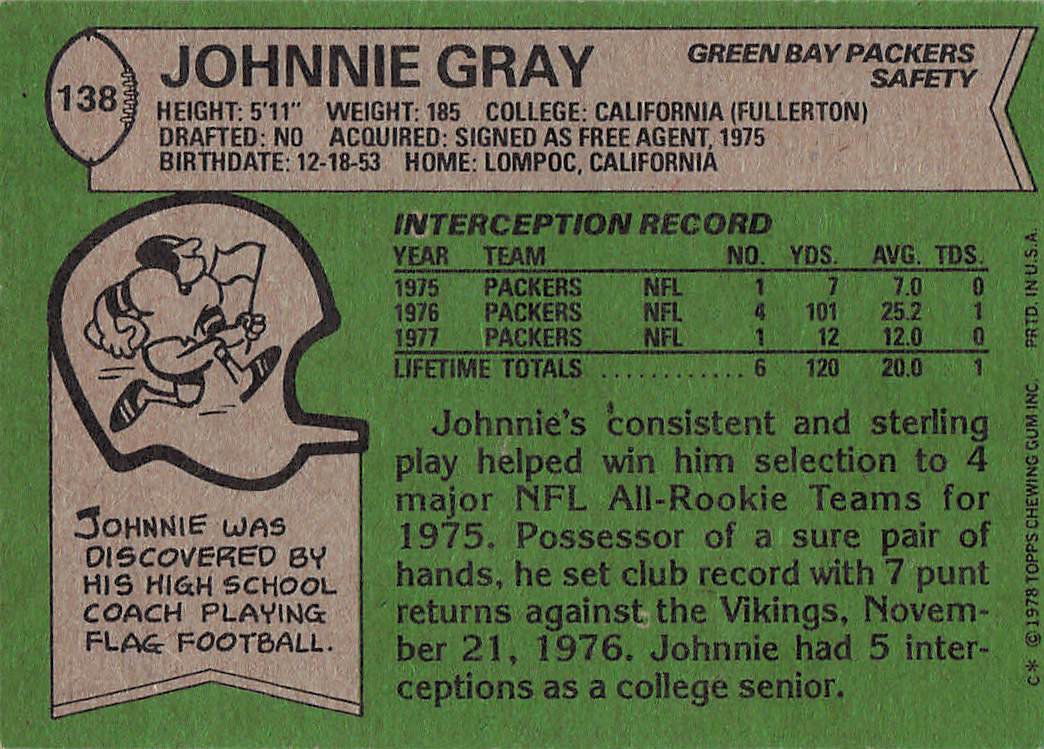 138
JOHNNIE GRAY
GREEN BAY PACKERS
SAFETY
HEIGHT: 5'11" WEIGHT: 185 COLLEGE: CALIFORNIA (FULLERTON)
DRAFTED: NO ACQUIRED: SIGNED AS FREE AGENT, 1975
BIRTHDATE: 12-18-53 HOME: LOMPOC, CALIFORNIA
INTERCEPTION RECORD
YEAR TEAM NO. YDS. AVG. TDS.
1975 PACKERS NFL 1 7 7.0 0
1976 PACKERS NFL 4 101 25.2 1
1977 PACKERS NFL 1 12 12.0 0
LIFETIME TOTALS ............ 6 120 20.0 1
Johnnie's consistent and sterling
play helped win him selection to 4
major NFL All-Rookie Teams for
1975. Possessor of a sure pair of
hands, he set club record with 7 punt
returns against the Vikings, Novem-
ber 21, 1976. Johnnie had 5 inter-
ceptions as a college senior.
JOHNNIE WAS
DISCOVERED BY
HIS HIGH SCHOOL
COACH PLAYING
FLAG FOOTBALL.
C* © 1978 TOPPS CHEWING GUM INC. PRTD. IN U.S.A.